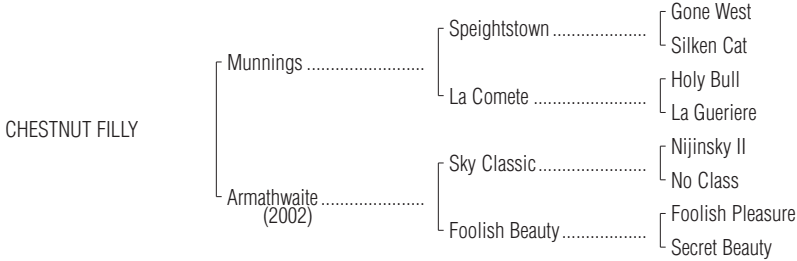 Gone West
Speightstown ....................
Silken Cat
Munnings .........................
Holy Bull
La Comete ........................
La Gueriere
CHESTNUT FILLY
Nijinsky II
Sky Classic .......................
No Class
Armathwaite ......................
(2002)
Foolish Pleasure
Foolish Beauty ..................
Secret Beauty